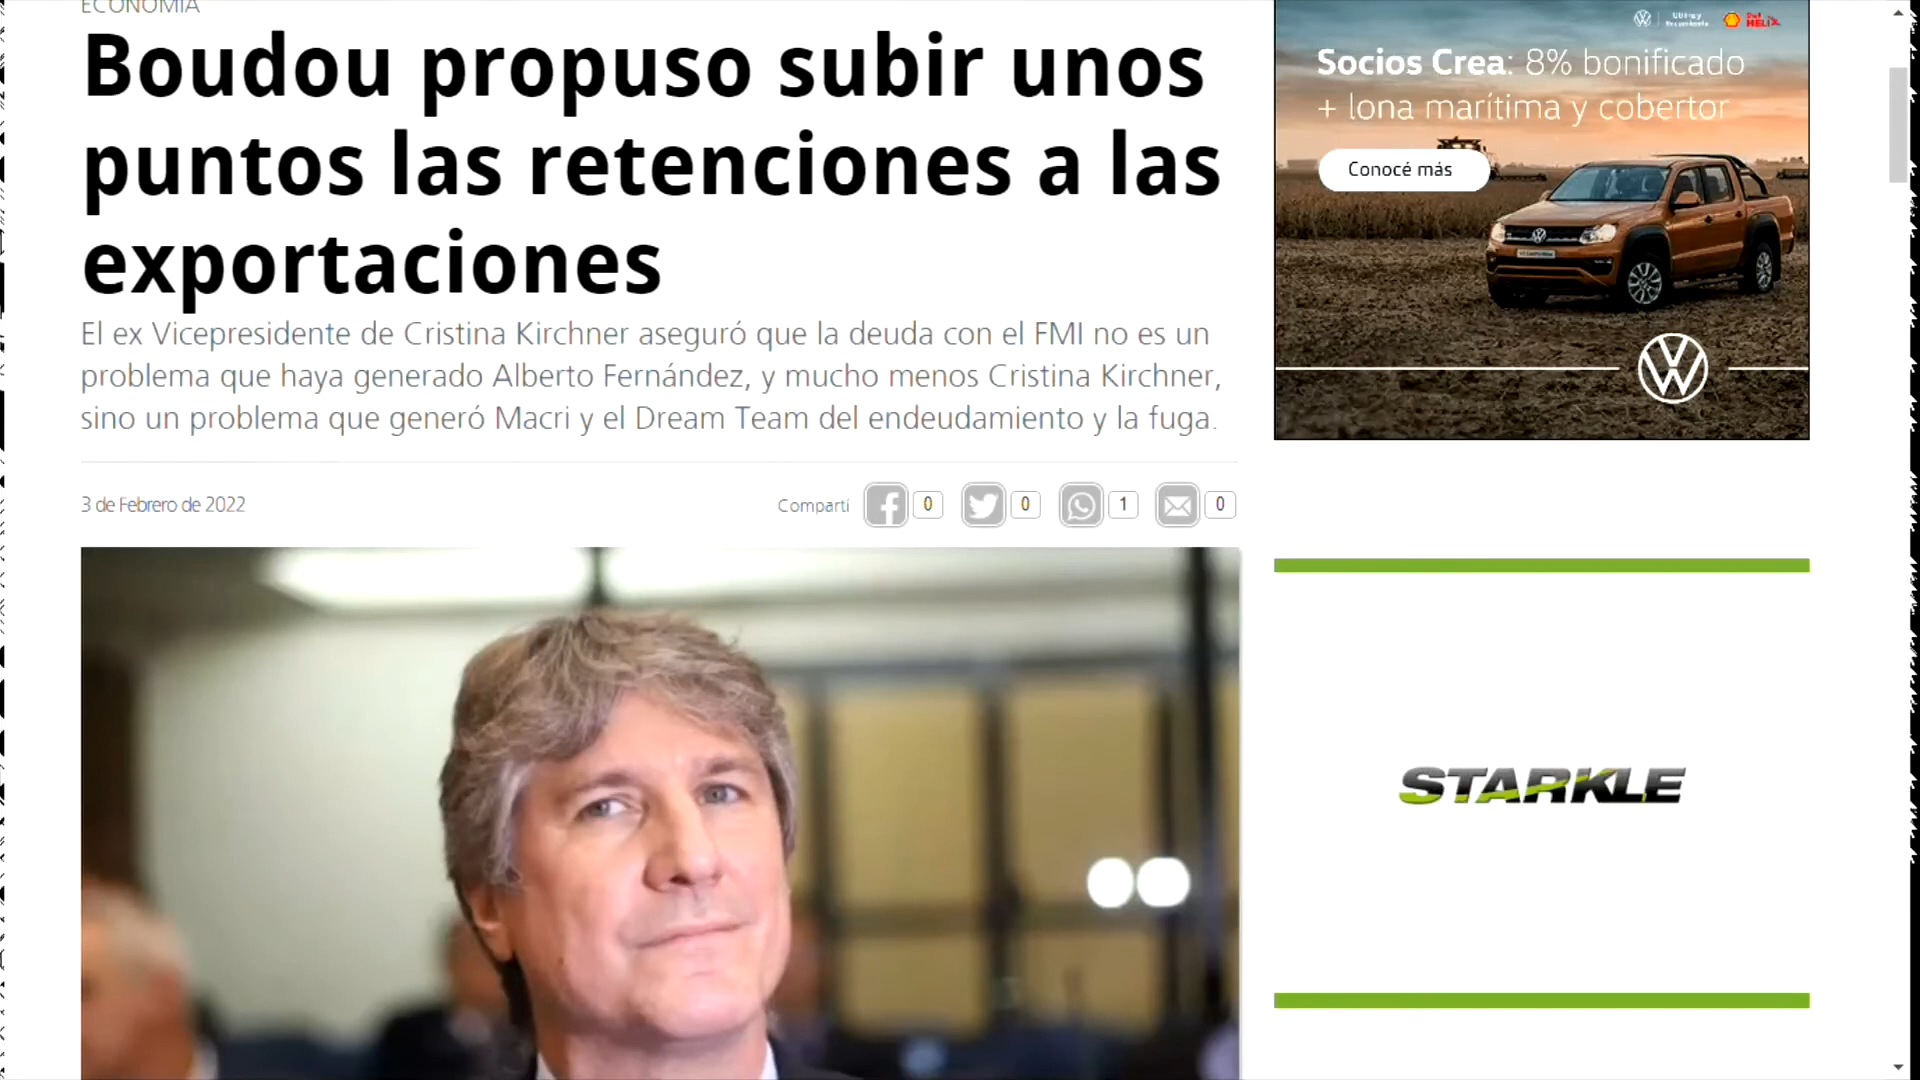 ECONOMÍA
Boudou propuso subir unos
puntos las retenciones a las
exportaciones
El ex Vicepresidente de Cristina Kirchner aseguró que la deuda con el FMI no es un
problema que haya generado Alberto Fernández, y mucho menos Cristina Kirchner,
sino un problema que generó Macri y el Dream Team del endeudamiento y la fuga.
3 de Febrero de 2022
Compartí
0
0
1
0
HELIX
Socios Crea: 8% bonificado
+ lona marítima y cobertor
Conocé más
STARKLE